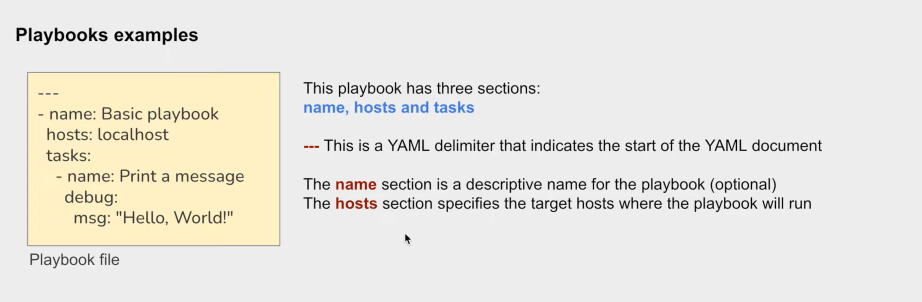 Playbooks examples
---
- name: Basic playbook
  hosts: localhost
  tasks:
    - name: Print a message
      debug:
        msg: "Hello, World!"
Playbook file
This playbook has three sections:
name, hosts and tasks
--- This is a YAML delimiter that indicates the start of the YAML document
The name section is a descriptive name for the playbook (optional)
The hosts section specifies the target hosts where the playbook will run